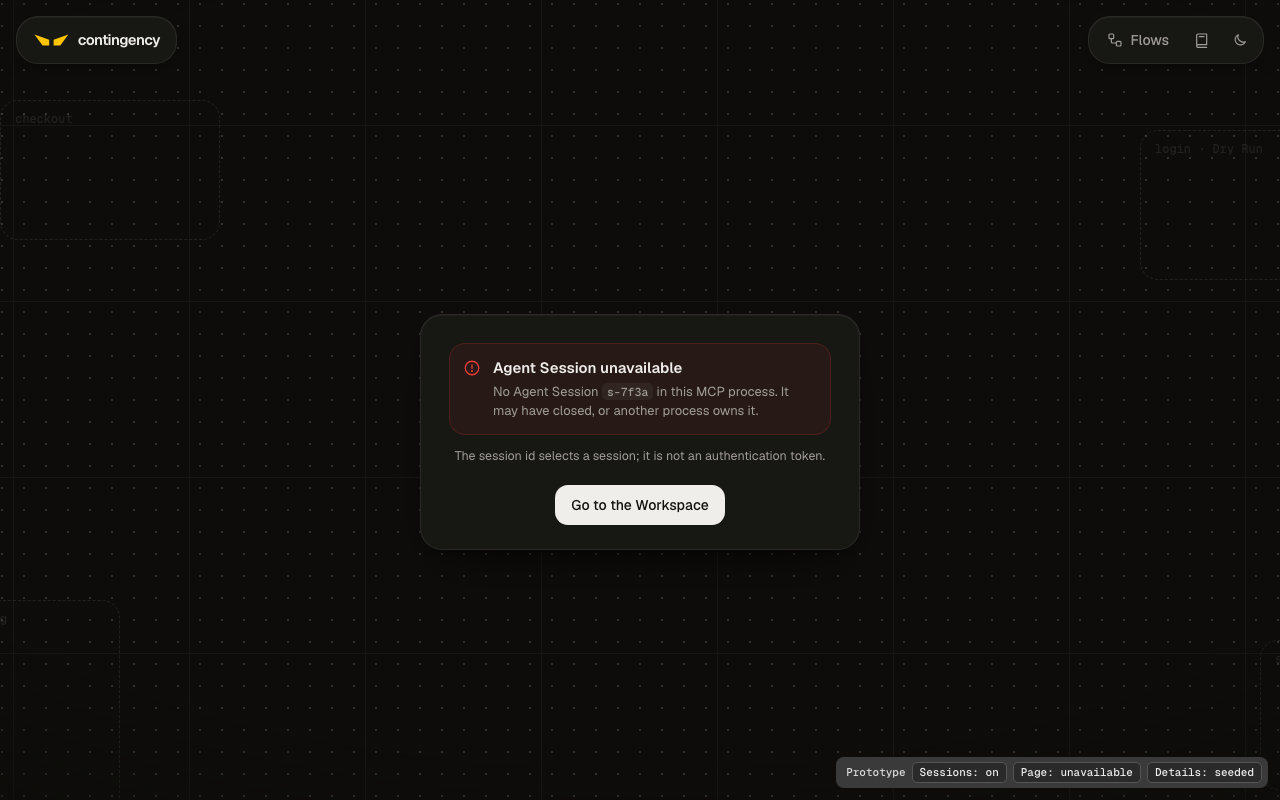 contingency
Flows
checkout
login · Dry Run
Agent Session unavailable
No Agent Session s-7f3a in this MCP process. It
may have closed, or another process owns it.
The session id selects a session; it is not an authentication token.
Go to the Workspace
Prototype Sessions: on Page: unavailable Details: seeded